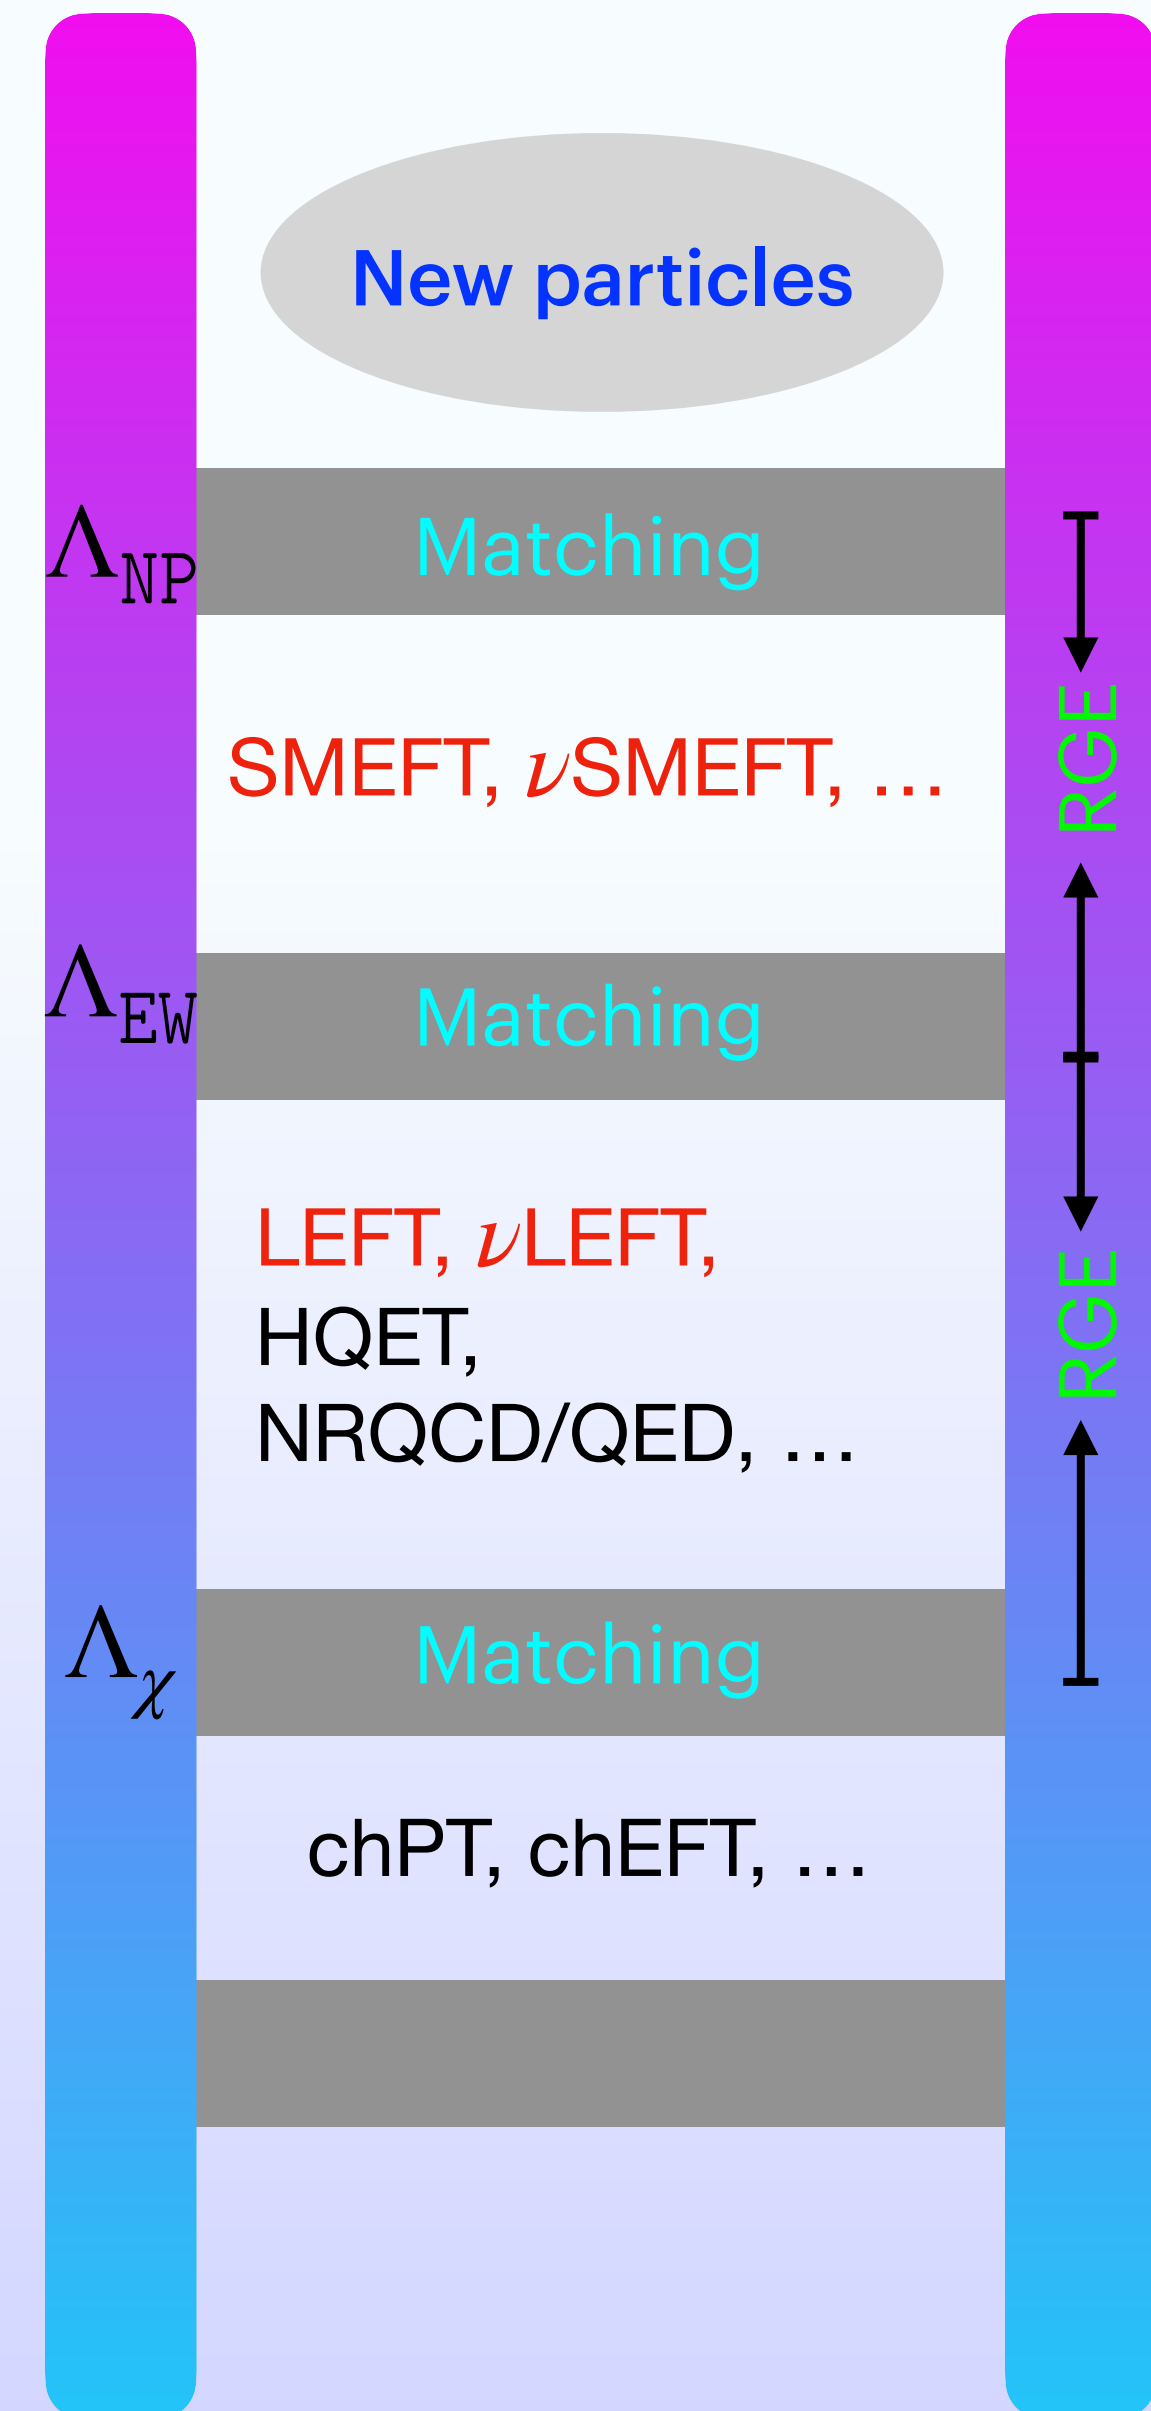 New particles
Λ_NP
Matching
SMEFT, νSMEFT, …
RGE
Λ_EW
Matching
LEFT, νLEFT,
HQET,
NRQCD/QED, …
RGE
Λ_χ
Matching
chPT, chEFT, …